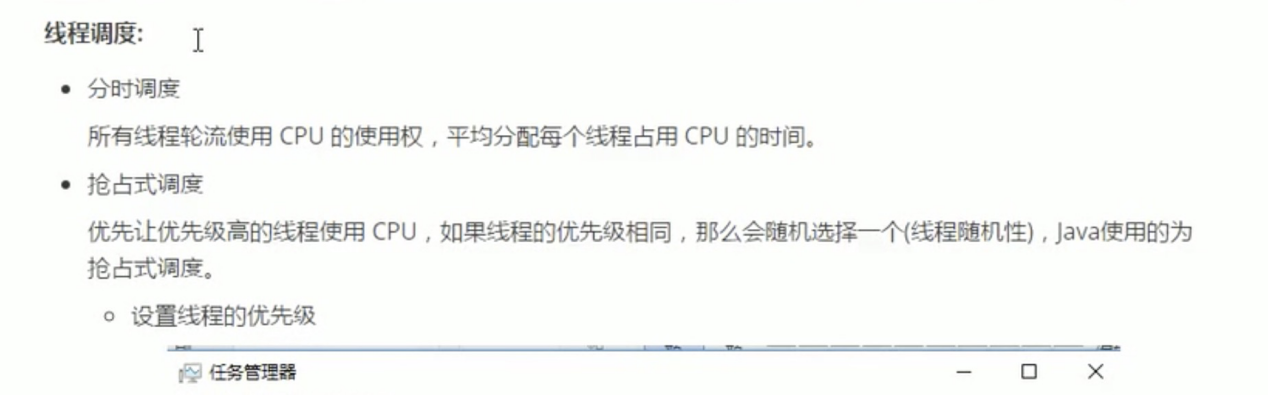 线程调度:
分时调度
所有线程轮流使用 CPU 的使用权，平均分配每个线程占用 CPU 的时间。
抢占式调度
优先让优先级高的线程使用 CPU，如果线程的优先级相同，那么会随机选择一个(线程随机性)，Java使用的为
抢占式调度。
设置线程的优先级
任务管理器